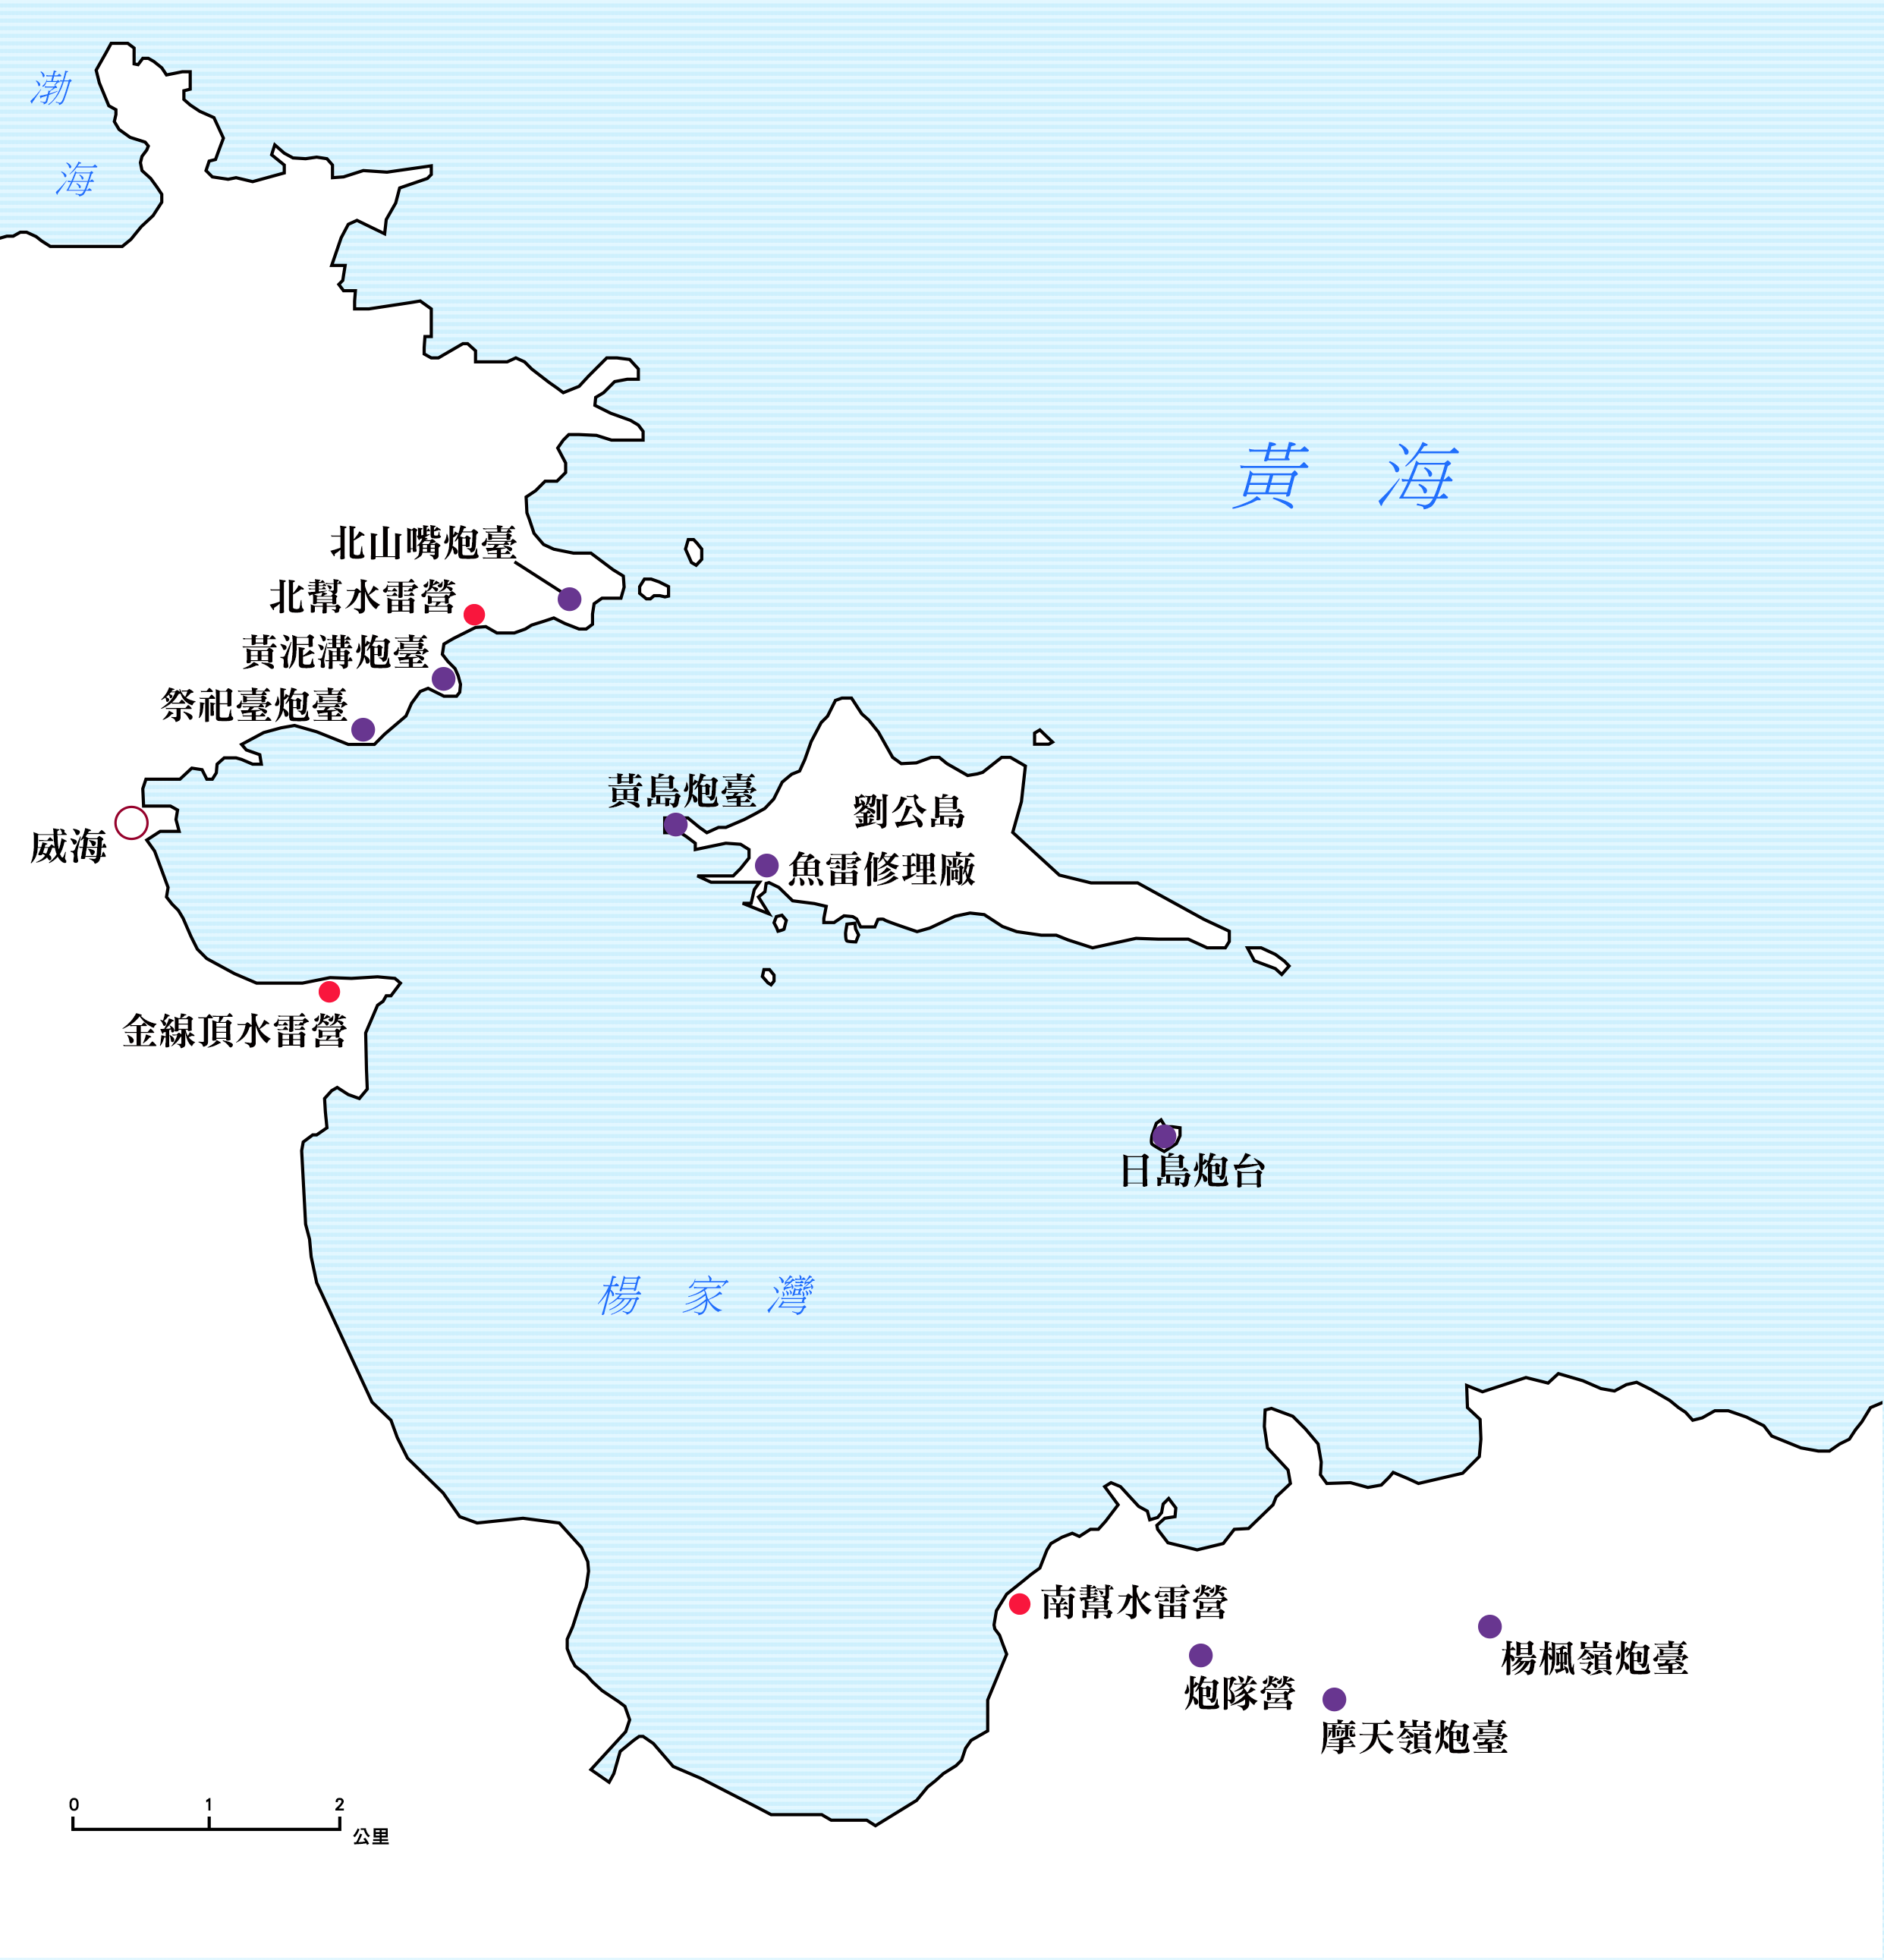 渤
海
黃 海
北山嘴炮臺
北幫水雷營
黃泥溝炮臺
祭祀臺炮臺
黃島炮臺
劉公島
威海
魚雷修理廠
金線頂水雷營
日島炮台
楊 家 灣
南幫水雷營
楊楓嶺炮臺
炮隊營
摩天嶺炮臺
0 1 2
公里